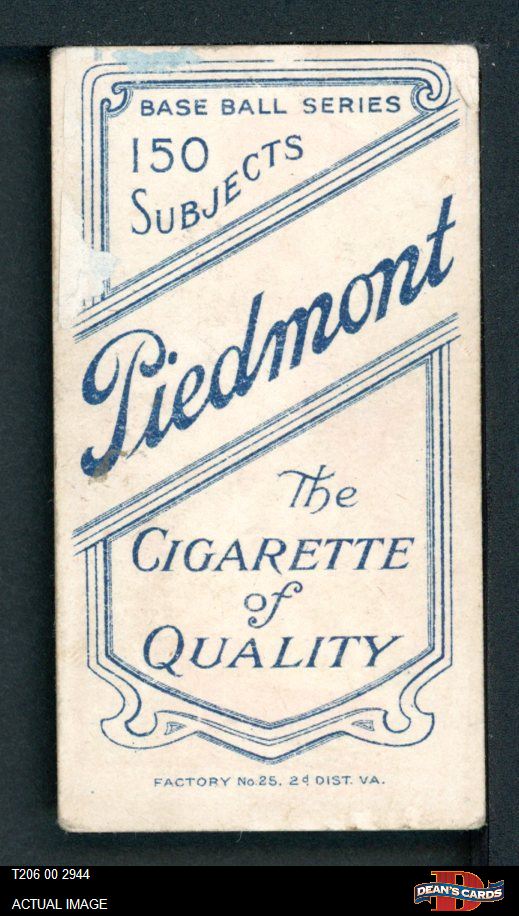 BASE BALL SERIES
150
SUBJECTS
Piedmont
The
CIGARETTE
of
QUALITY
FACTORY No. 25, 2d DIST. VA.
T206 00 2944
ACTUAL IMAGE
D
DEAN'S CARDS